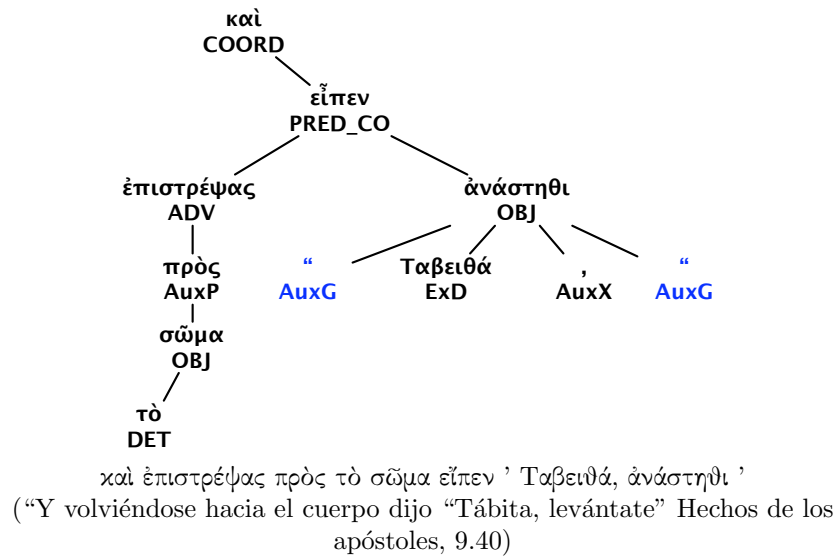 καὶ
COORD
εἶπεν
PRED_CO
ἐπιστρέψας ἀνάστηθι
ADV OBJ
πρὸς “ Ταβειθά , “
AuxP AuxG ExD AuxX AuxG
σῶμα
OBJ
τὸ
DET
καὶ ἐπιστρέψας πρὸς τὸ σῶμα εἶπεν ’ Ταβειθά, ἀνάστηθι ’
(“Y volviéndose hacia el cuerpo dijo “Tábita, levántate” Hechos de los
apóstoles, 9.40)